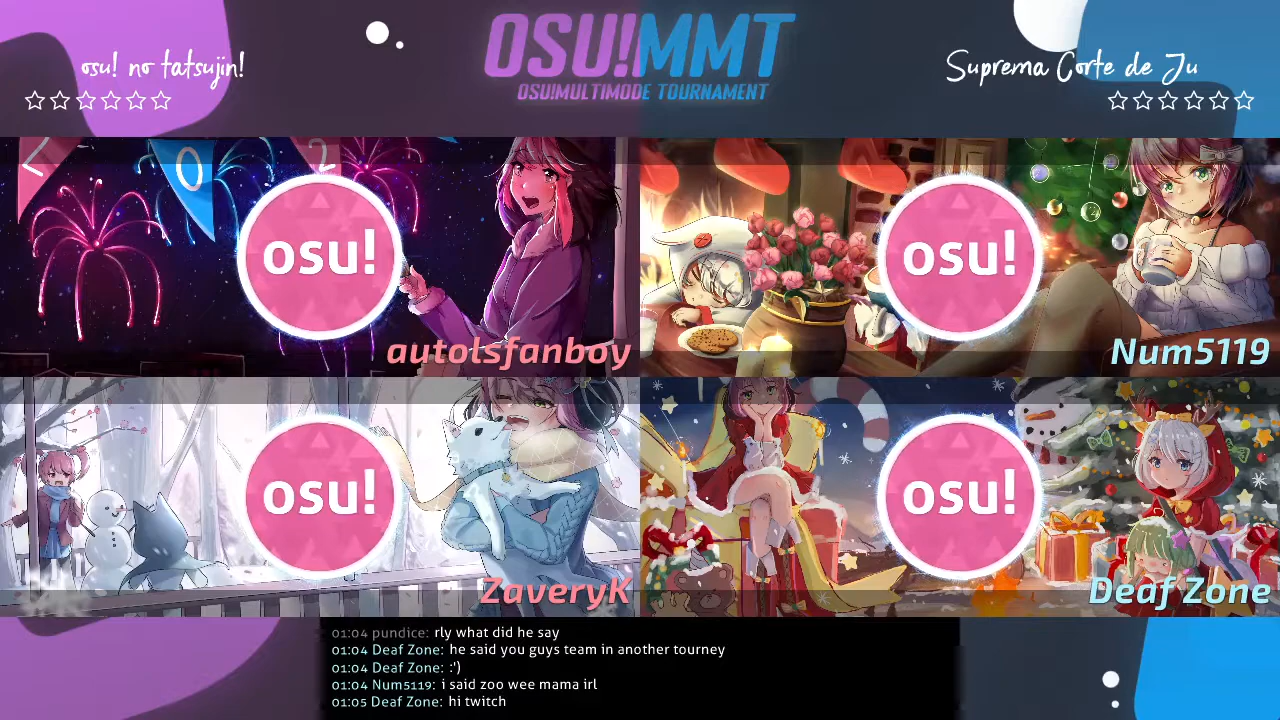 OSU!MMT
OSU!MULTIMODE TOURNAMENT
osu! no tatsujin!
Suprema Corte de Ju
0
2
osu!
autolsfanboy
osu!
Num5119
osu!
ZaveryK
osu!
Deaf Zone
01:04 pundice: rly what did he say
01:04 Deaf Zone: he said you guys team in another tourney
01:04 Deaf Zone: :')
01:04 Num5119: i said zoo wee mama irl
01:05 Deaf Zone: hi twitch